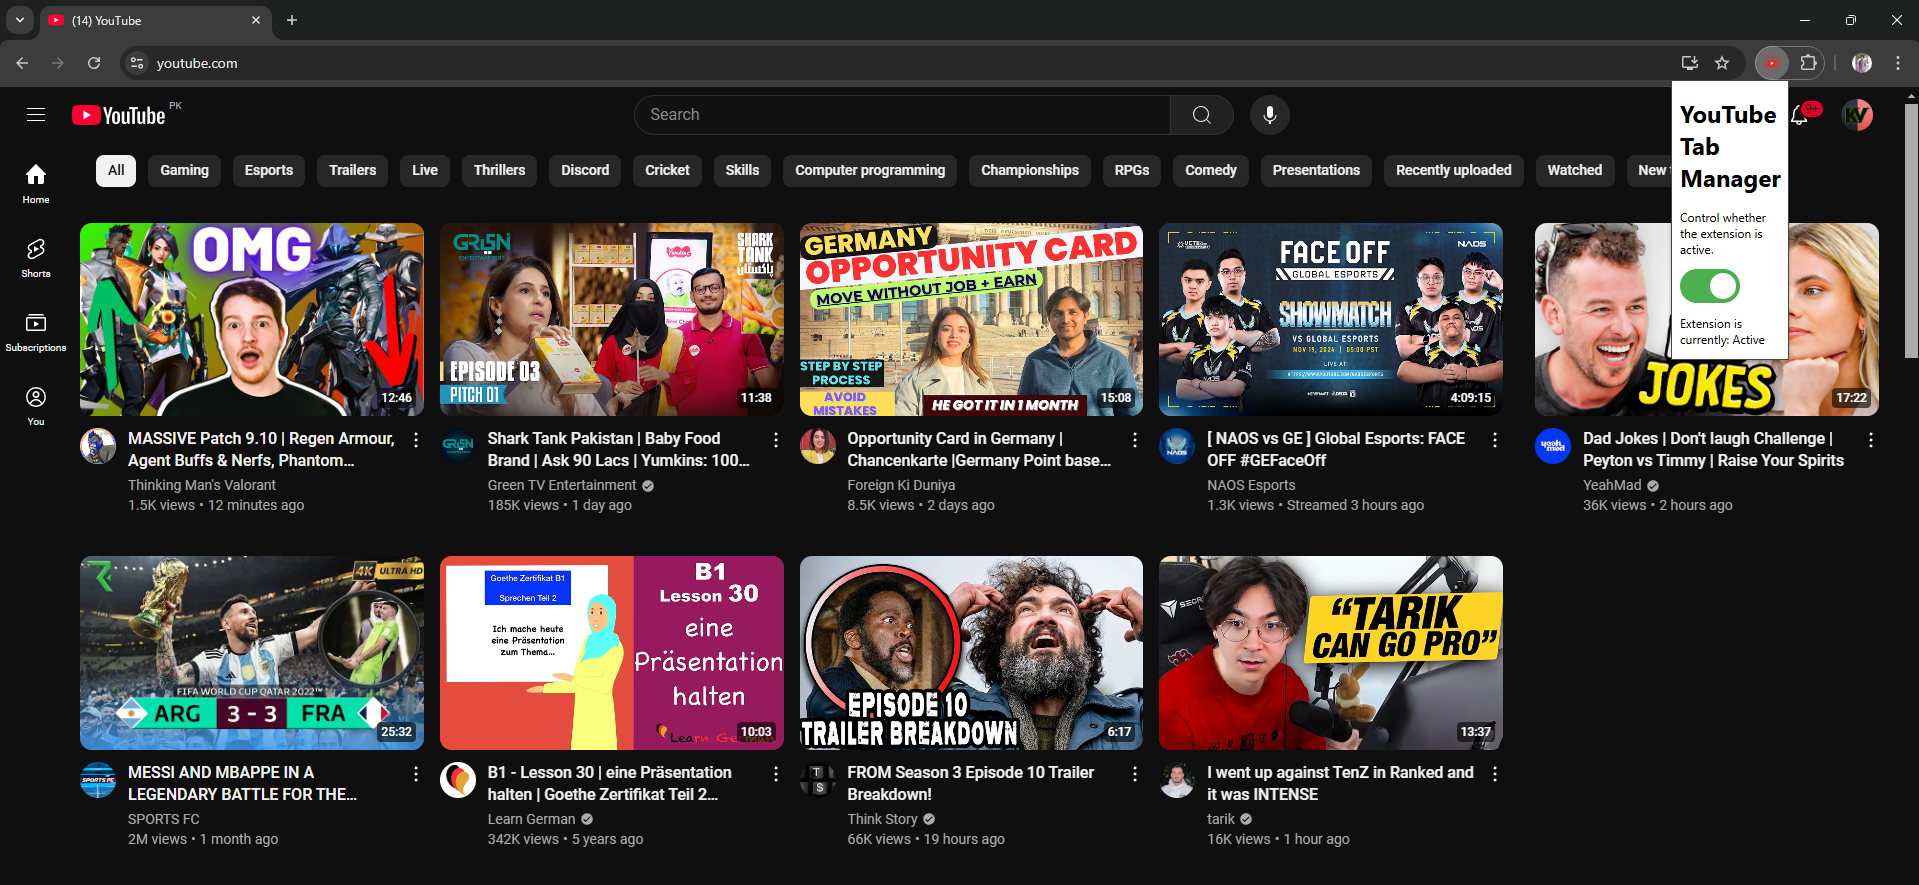 (14) YouTube
youtube.com
YouTube PK
Search
9+
KV
YouTube
Tab
Manager
Control whether
the extension is
active.
Extension is
currently: Active
All
Gaming
Esports
Trailers
Live
Thrillers
Discord
Cricket
Skills
Computer programming
Championships
RPGs
Comedy
Presentations
Recently uploaded
Watched
New
Home
Shorts
Subscriptions
You
OMG
12:46
MASSIVE Patch 9.10 | Regen Armour,
Agent Buffs & Nerfs, Phantom...
Thinking Man's Valorant
1.5K views • 12 minutes ago
GREEN
ENTERTAINMENT
SHARK
TANK
پاکستان
EPISODE 03
PITCH 01
11:38
Shark Tank Pakistan | Baby Food
Brand | Ask 90 Lacs | Yumkins: 100...
Green TV Entertainment
185K views • 1 day ago
GERMANY
OPPORTUNITY CARD
MOVE WITHOUT JOB + EARN
STEP BY STEP
PROCESS
AVOID
MISTAKES
HE GOT IT IN 1 MONTH
15:08
Opportunity Card in Germany |
Chancenkarte |Germany Point base...
Foreign Ki Duniya
8.5K views • 2 days ago
FACE OFF
GLOBAL ESPORTS
NAOS
SHOWMATCH
VS GLOBAL ESPORTS
NOV 19, 2024 | 05:00 PST
LIVE AT
HTTPS://WWW.YOUTUBE.COM/@NAOSESPORTS
4:09:15
[ NAOS vs GE ] Global Esports: FACE
OFF #GEFaceOff
NAOS Esports
1.3K views • Streamed 3 hours ago
JOKES
17:22
yeah
mad
Dad Jokes | Don't laugh Challenge |
Peyton vs Timmy | Raise Your Spirits
YeahMad
36K views • 2 hours ago
4K ULTRA HD
FIFA WORLD CUP QATAR 2022™
ARG 3 - 3 FRA
25:32
SPORTS FC
MESSI AND MBAPPE IN A
LEGENDARY BATTLE FOR THE...
SPORTS FC
2M views • 1 month ago
Goethe Zertifikat B1
Sprechen Teil 2
Ich mache heute
eine Präsentation
zum Thema...
B1
Lesson 30
eine
Präsentation
halten
Learn German
10:03
B1 - Lesson 30 | eine Präsentation
halten | Goethe Zertifikat Teil 2...
Learn German
342K views • 5 years ago
EPISODE 10
TRAILER BREAKDOWN
6:17
T
S
FROM Season 3 Episode 10 Trailer
Breakdown!
Think Story
66K views • 19 hours ago
“TARIK
CAN GO PRO”
13:37
I went up against TenZ in Ranked and
it was INTENSE
tarik
16K views • 1 hour ago